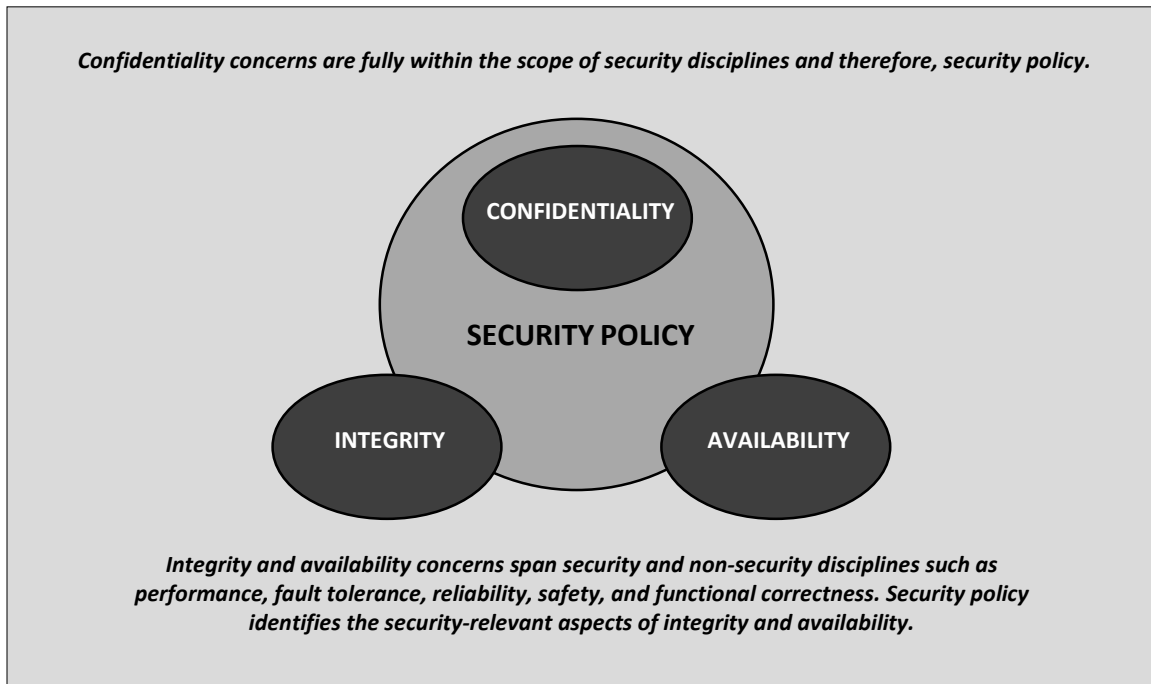 Confidentiality concerns are fully within the scope of security disciplines and therefore, security policy.
CONFIDENTIALITY
SECURITY POLICY
INTEGRITY
AVAILABILITY
Integrity and availability concerns span security and non-security disciplines such as
performance, fault tolerance, reliability, safety, and functional correctness. Security policy
identifies the security-relevant aspects of integrity and availability.